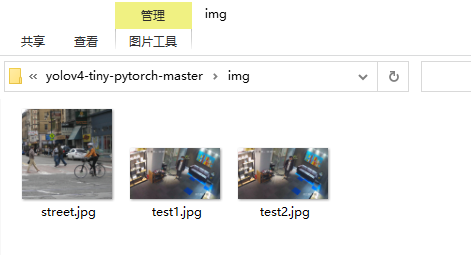 管理
img
共享
查看
图片工具
« yolov4-tiny-pytorch-master > img
street.jpg
test1.jpg
test2.jpg